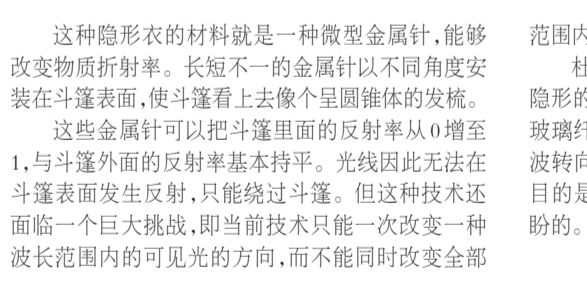 这种隐形衣的材料就是一种微型金属针,能够
改变物质折射率。长短不一的金属针以不同角度安
装在斗篷表面,使斗篷看上去像个呈圆锥体的发梳。
这些金属针可以把斗篷里面的反射率从0增至
1,与斗篷外面的反射率基本持平。光线因此无法在
斗篷表面发生反射,只能绕过斗篷。但这种技术还
面临一个巨大挑战,即当前技术只能一次改变一种
波长范围内的可见光的方向,而不能同时改变全部
范围内
杜
隐形的
玻璃纤
波转向
目的是
盼的。